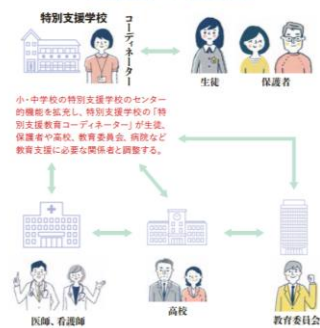 特別支援学校
コーディネーター
生徒
保護者
小・中学校の特別支援学校のセンター
的機能を拡充し、特別支援学校の「特
別支援教育コーディネーター」が生徒、
保護者や高校、教育委員会、病院など
教育支援に必要な関係者と調整する。
医師、看護師
高校
教育委員会